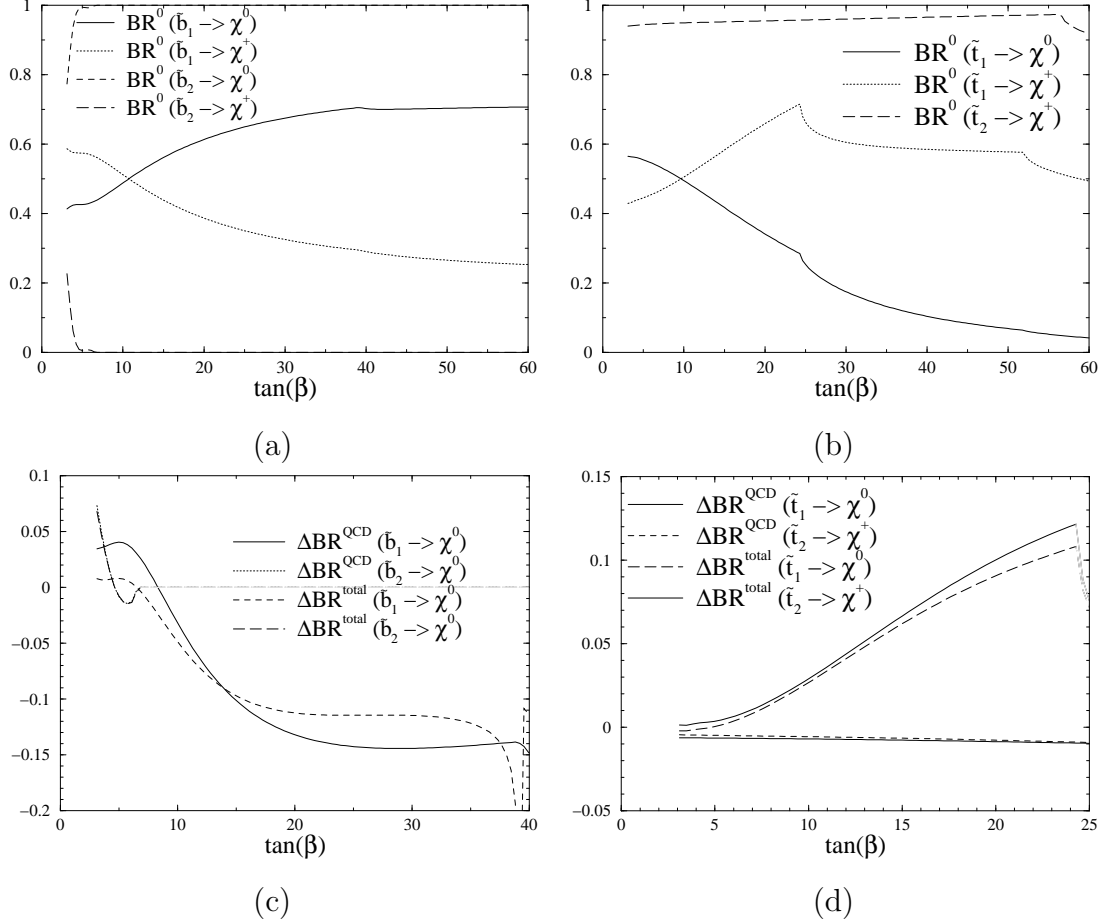 1
0.8
0.6
0.4
0.2
0
BR⁰ (b̃₁ −> χ⁰)
BR⁰ (b̃₁ −> χ⁺)
BR⁰ (b̃₂ −> χ⁰)
BR⁰ (b̃₂ −> χ⁺)
0 10 20 30 40 50 60
tan(β)
(a)
1
0.8
0.6
0.4
0.2
0
BR⁰ (t̃₁ −> χ⁰)
BR⁰ (t̃₁ −> χ⁺)
BR⁰ (t̃₂ −> χ⁺)
0 10 20 30 40 50 60
tan(β)
(b)
0.1
0.05
0
−0.05
−0.1
−0.15
−0.2
ΔBR^QCD (b̃₁ −> χ⁰)
ΔBR^QCD (b̃₂ −> χ⁰)
ΔBR^total (b̃₁ −> χ⁰)
ΔBR^total (b̃₂ −> χ⁰)
0 10 20 30 40
tan(β)
(c)
0.15
0.1
0.05
0
−0.05
ΔBR^QCD (t̃₁ −> χ⁰)
ΔBR^QCD (t̃₂ −> χ⁺)
ΔBR^total (t̃₁ −> χ⁰)
ΔBR^total (t̃₂ −> χ⁺)
0 5 10 15 20 25
tan(β)
(d)